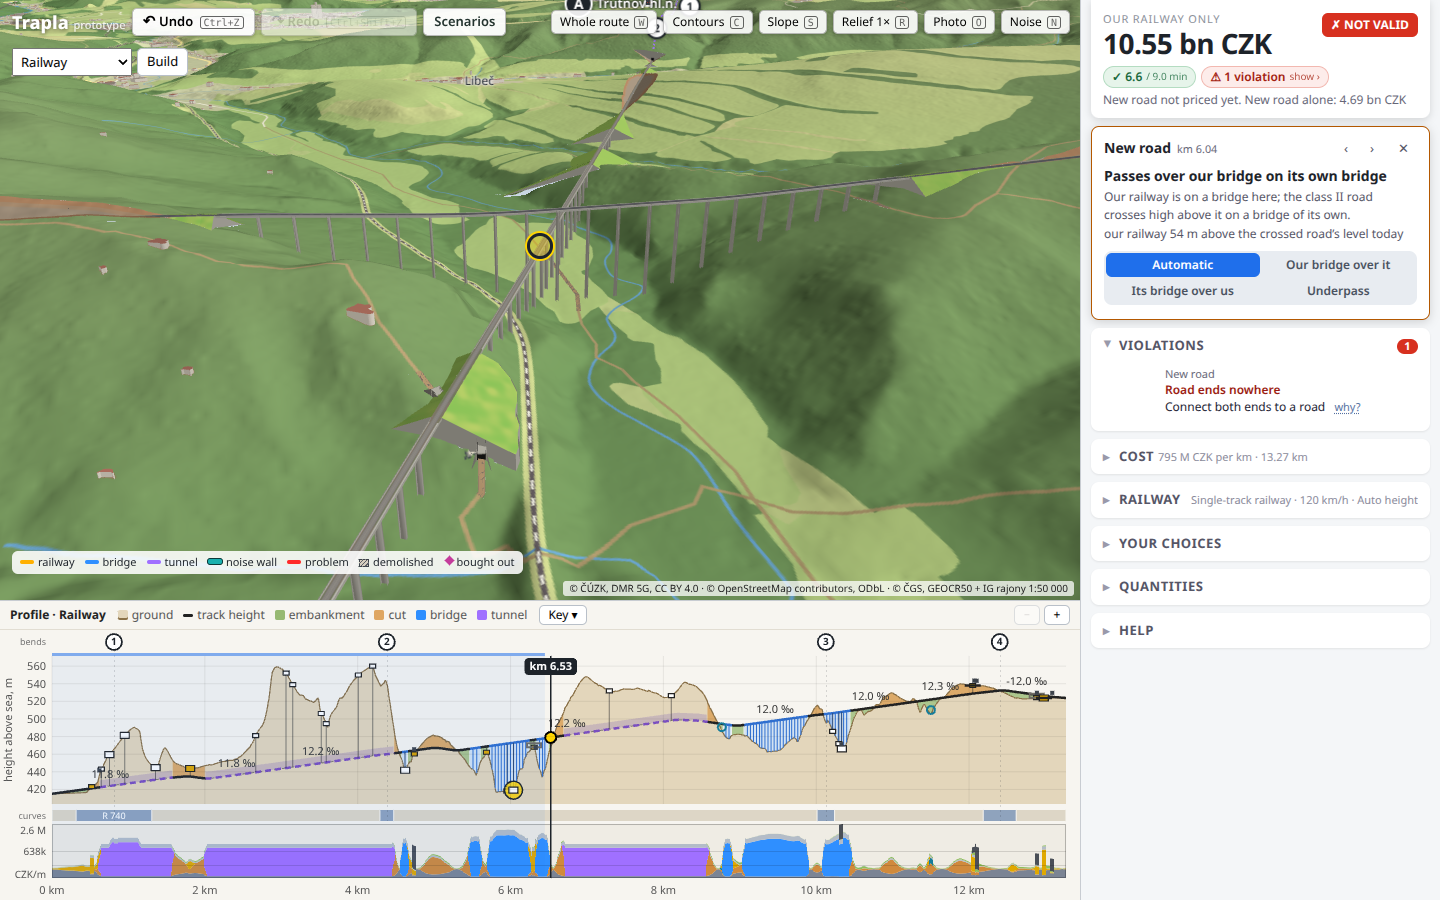 Trapla prototype
Undo Ctrl+Z
Redo Ctrl+Shift+Z
Scenarios
A Trutnov hl.n. 1
Whole route W
Contours C
Slope S
Relief 1× R
Photo O
Noise N
2
Railway
Build
Libeč
railway bridge tunnel noise wall problem demolished bought out
© ČÚZK, DMR 5G, CC BY 4.0 · © OpenStreetMap contributors, ODbL · © ČGS, GEOCR50 + IG rajony 1:50 000
OUR RAILWAY ONLY
10.55 bn CZK
✗ NOT VALID
✓ 6.6 / 9.0 min
⚠ 1 violation show ›
New road not priced yet. New road alone: 4.69 bn CZK
New road km 6.04 ‹ › ✕
Passes over our bridge on its own bridge
Our railway is on a bridge here; the class II road
crosses high above it on a bridge of its own.
our railway 54 m above the crossed road’s level today
Automatic
Our bridge over it
Its bridge over us
Underpass
VIOLATIONS 1
New road
Road ends nowhere
Connect both ends to a road why?
COST 795 M CZK per km · 13.27 km
RAILWAY Single-track railway · 120 km/h · Auto height
YOUR CHOICES
QUANTITIES
HELP
Profile · Railway ground track height embankment cut bridge tunnel Key ▾ − +
bends 1 2 3 4
km 6.53
height above sea, m
560
540
520
500
480
460
440
420
11.8 ‰
11.8 ‰
12.2 ‰
12.2 ‰
12.0 ‰
12.0 ‰
12.3 ‰
-12.0 ‰
curves R 740
2.6 M
638k
CZK/m
0 km 2 km 4 km 6 km 8 km 10 km 12 km